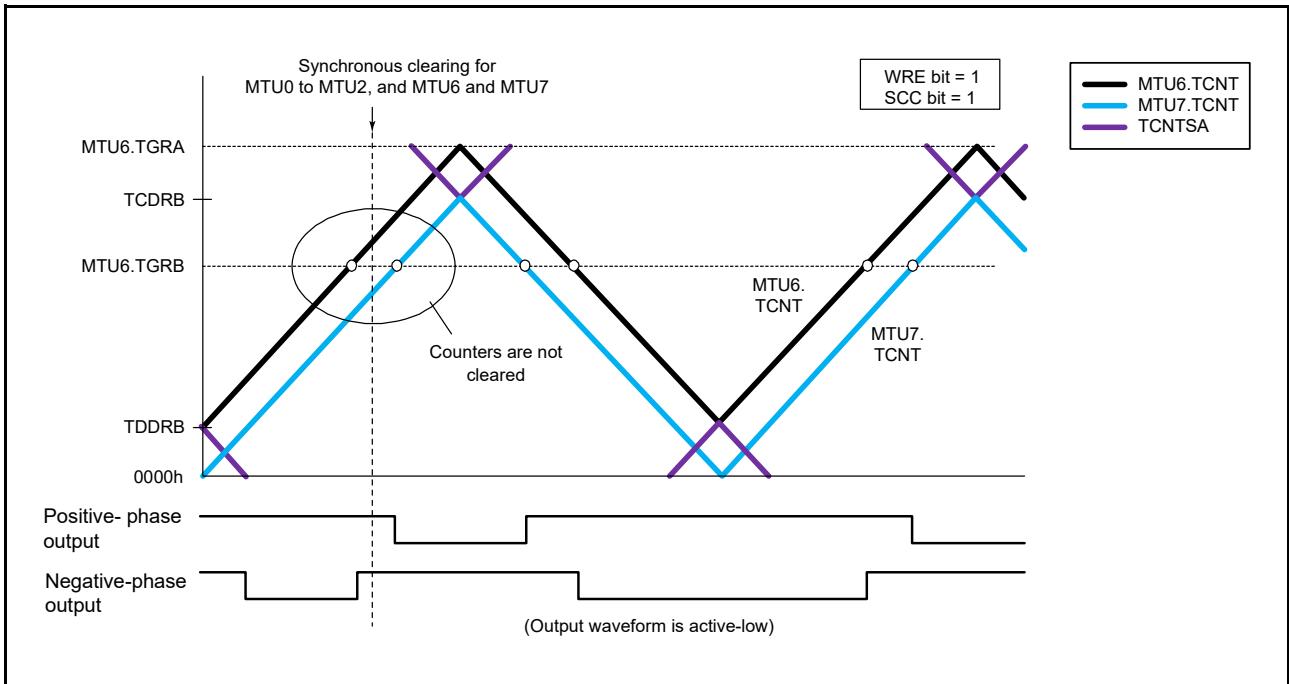 Synchronous clearing for
MTU0 to MTU2, and MTU6 and MTU7
WRE bit = 1
SCC bit = 1
MTU6.TCNT
MTU7.TCNT
TCNTSA
MTU6.TGRA
TCDRB
MTU6.TGRB
MTU6.
TCNT
MTU7.
TCNT
Counters are not
cleared
TDDRB
0000h
Positive- phase
output
Negative-phase
output
(Output waveform is active-low)